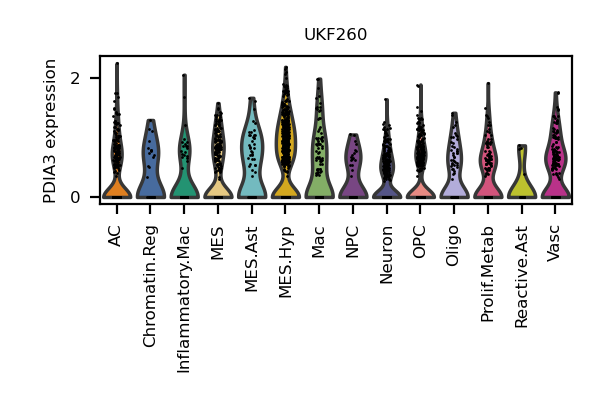 UKF260
PDIA3 expression
2
0
AC
Chromatin.Reg
Inflammatory.Mac
MES
MES.Ast
MES.Hyp
Mac
NPC
Neuron
OPC
Oligo
Prolif.Metab
Reactive.Ast
Vasc